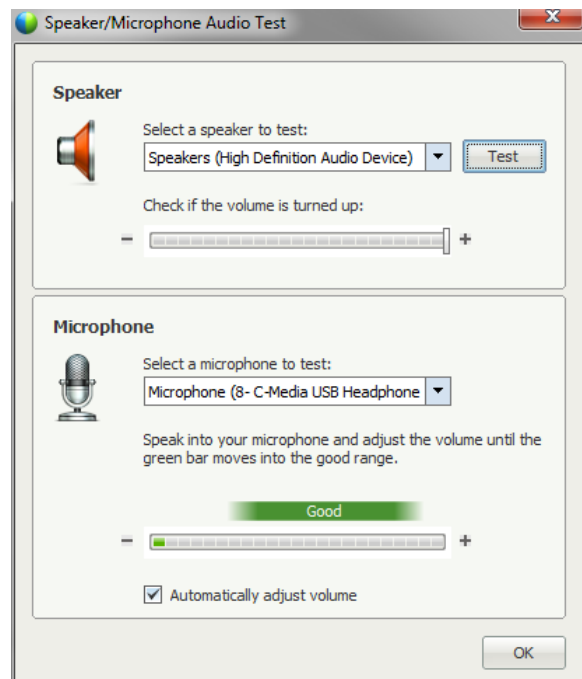 Speaker/Microphone Audio Test
Speaker
Select a speaker to test:
Speakers (High Definition Audio Device)
Test
Check if the volume is turned up:
- +
Microphone
Select a microphone to test:
Microphone (8- C-Media USB Headphone
Speak into your microphone and adjust the volume until the
green bar moves into the good range.
Good
- +
Automatically adjust volume
OK